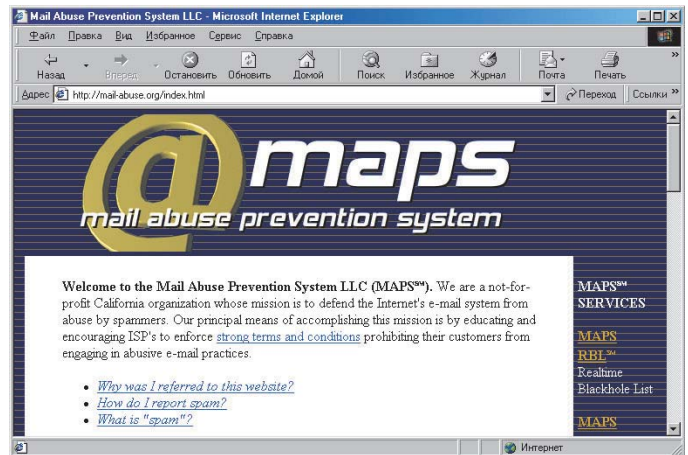 Mail Abuse Prevention System LLC - Microsoft Internet Explorer
Файл Правка Вид Избранное Сервис Справка
Назад Вперед Остановить Обновить Домой Поиск Избранное Журнал Почта Печать »
Адрес http://mail-abuse.org/index.html Переход Ссылки »
@maps
mail abuse prevention system
Welcome to the Mail Abuse Prevention System LLC (MAPS℠). We are a not-for-
profit California organization whose mission is to defend the Internet's e-mail system from
abuse by spammers. Our principal means of accomplishing this mission is by educating and
encouraging ISP's to enforce strong terms and conditions prohibiting their customers from
engaging in abusive e-mail practices.
• Why was I referred to this website?
• How do I report spam?
• What is "spam"?
MAPS℠
SERVICES
MAPS
RBL℠
Realtime
Blackhole List
MAPS
Интернет